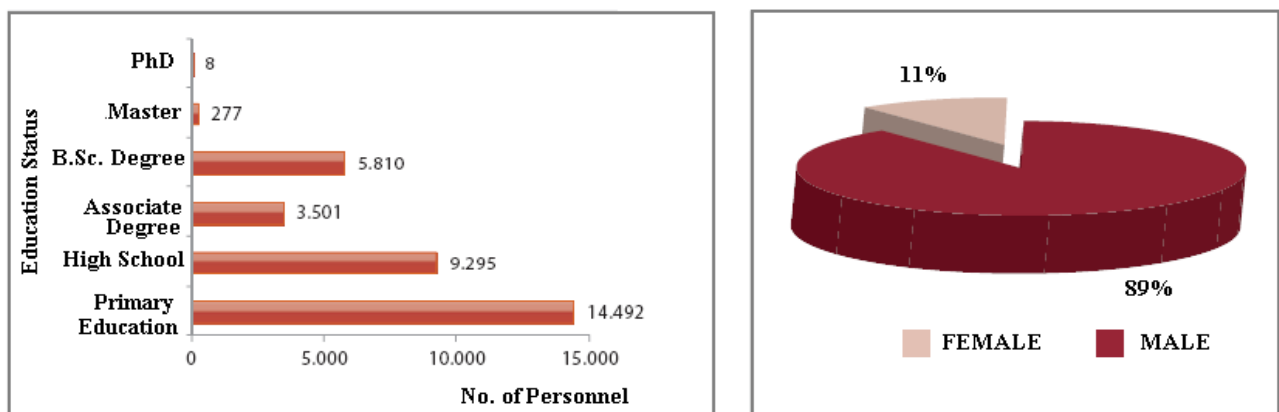 Education Status
PhD
8
Master
277
B.Sc. Degree
5.810
Associate
Degree
3.501
High School
9.295
Primary
Education
14.492
0
5.000
10.000
15.000
No. of Personnel
11%
89%
FEMALE
MALE